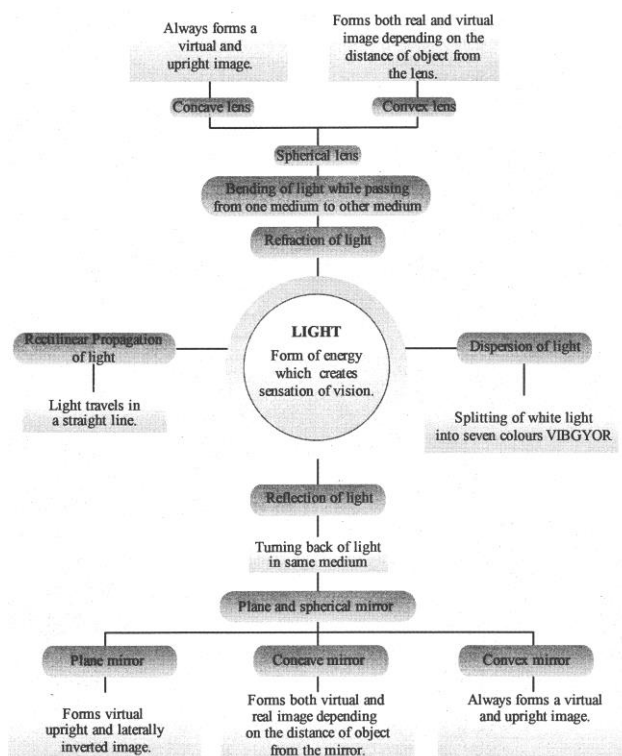 Always forms a
virtual and
upright image.
Forms both real and virtual
image depending on the
distance of object from
the lens.
Concave lens
Convex lens
Spherical lens
Bending of light while passing
from one medium to other medium
Refraction of light
LIGHT
Form of energy
which creates
sensation of vision.
Rectilinear Propagation
of light
Light travels in
a straight line.
Dispersion of light
Splitting of white light
into seven colours VIBGYOR
Reflection of light
Turning back of light
in same medium
Plane and spherical mirror
Plane mirror
Concave mirror
Convex mirror
Forms virtual
upright and laterally
inverted image.
Forms both virtual and
real image depending
on the distance of object
from the mirror.
Always forms a virtual
and upright image.